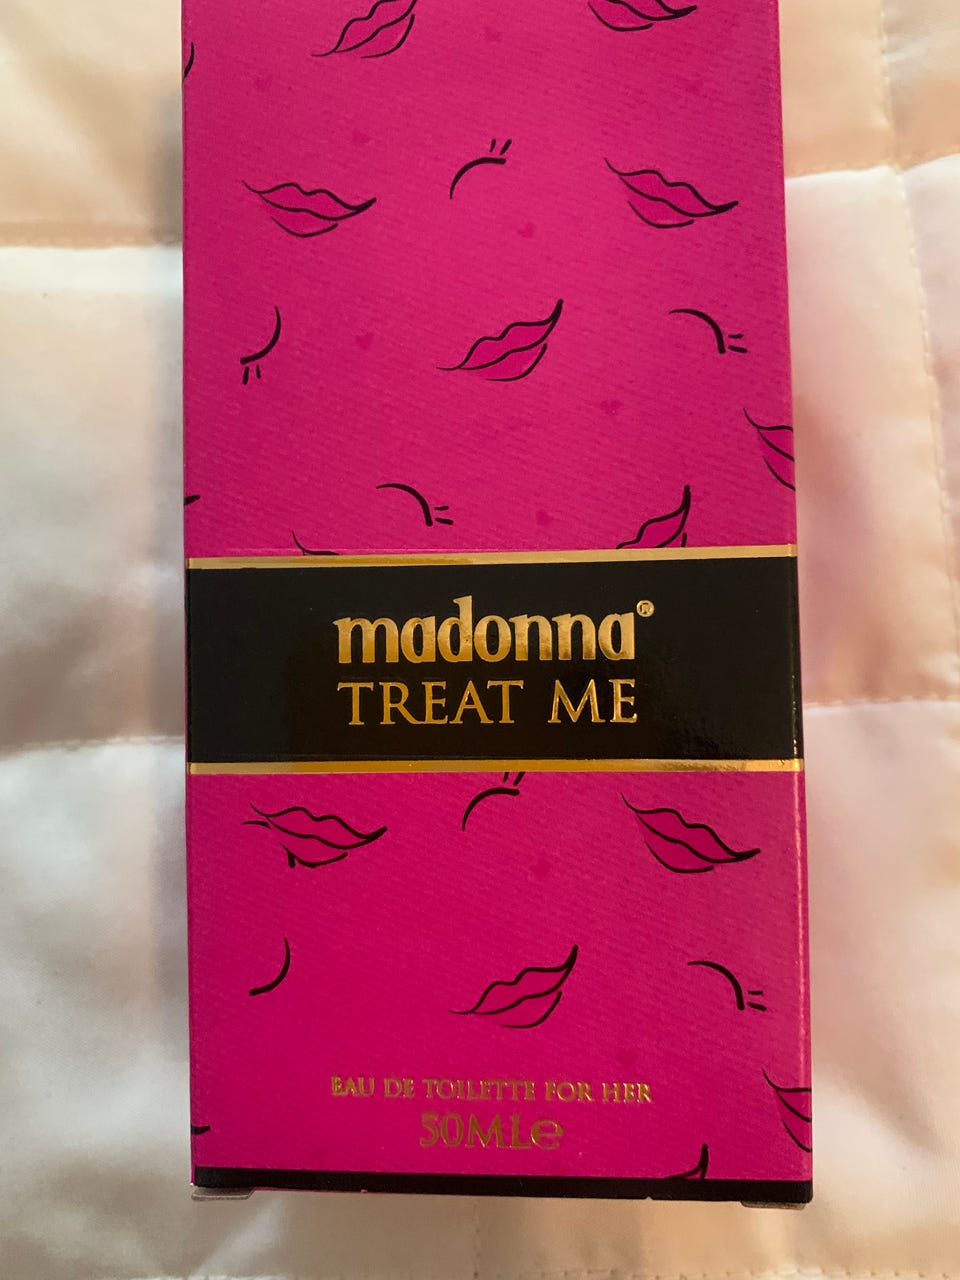 madonna®
TREAT ME
EAU DE TOILETTE FOR HER
50ML℮